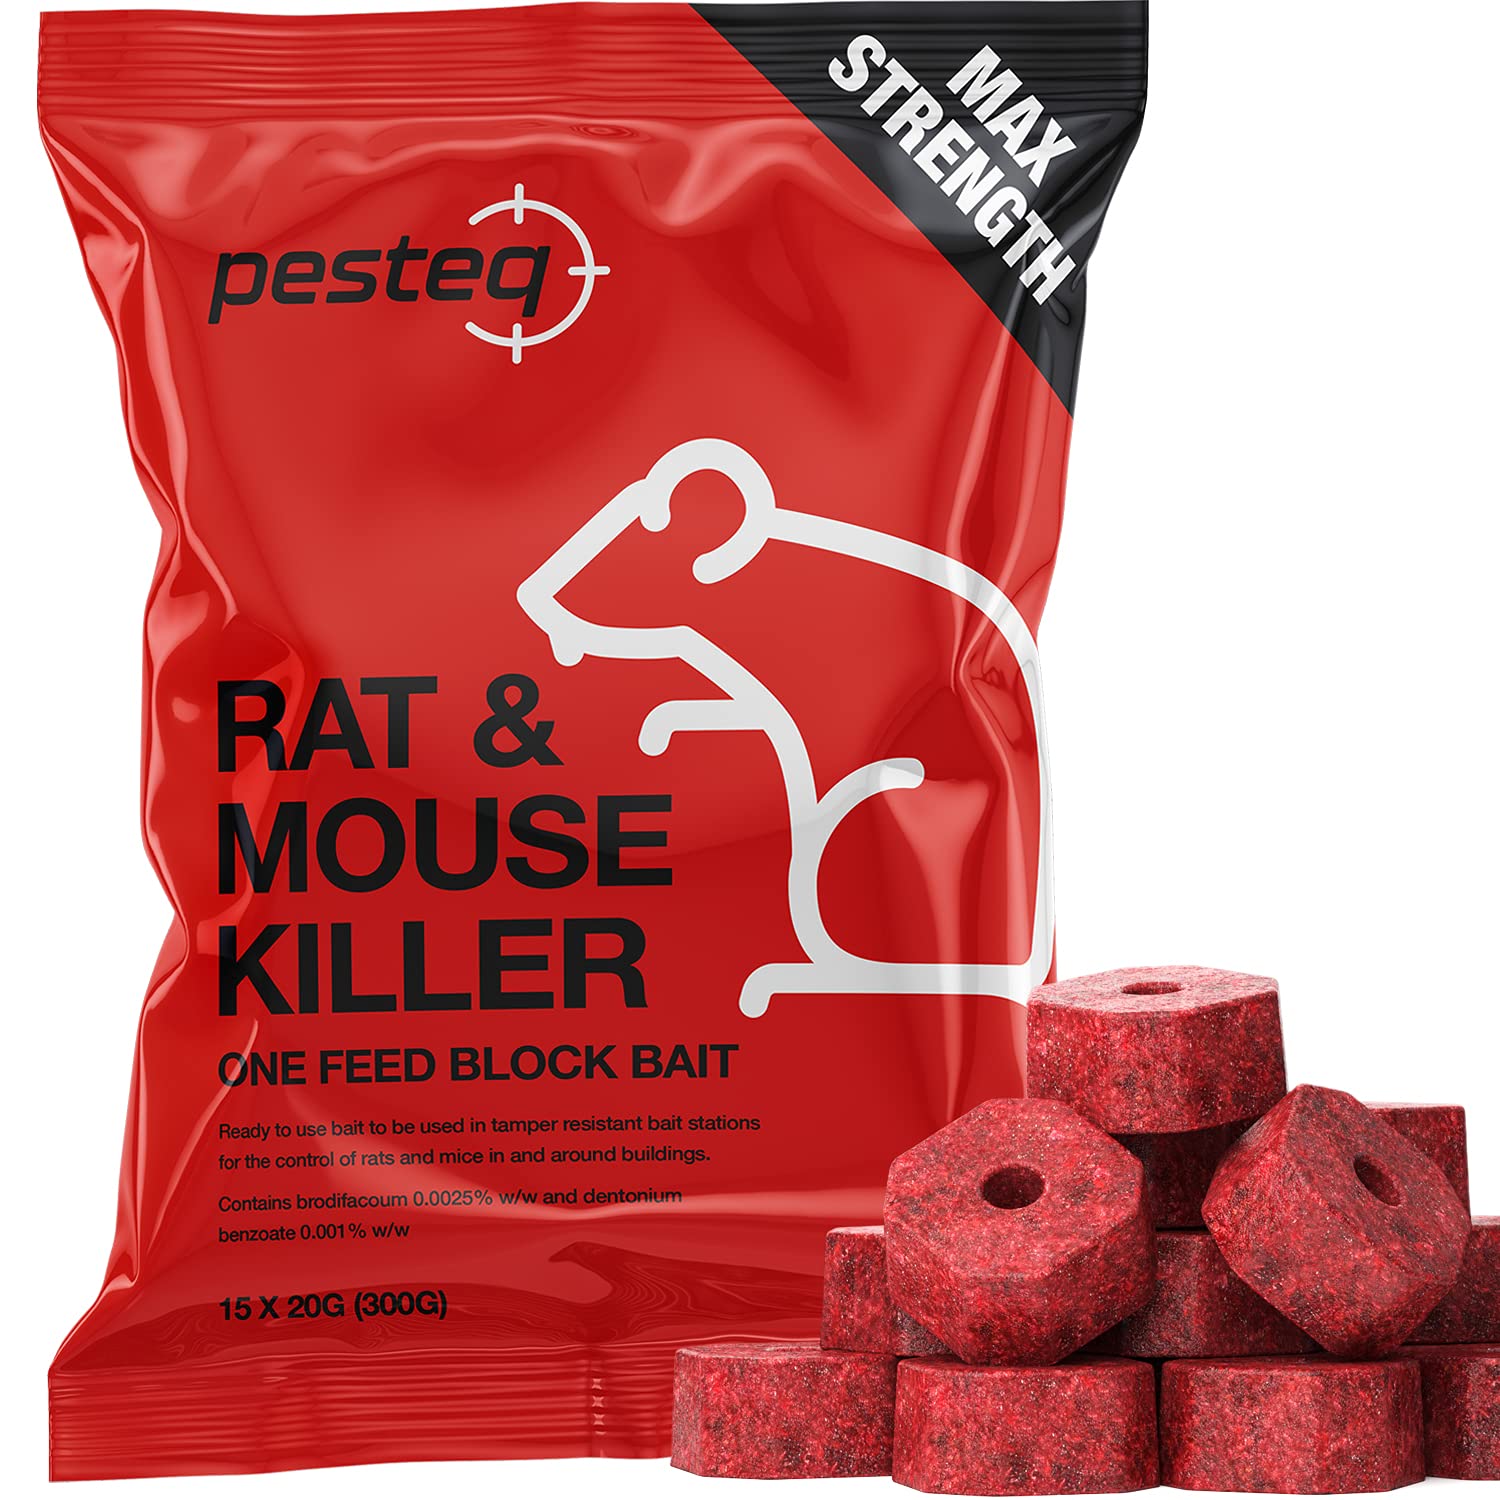 MAX
STRENGTH
pesteq
RAT &
MOUSE
KILLER
ONE FEED BLOCK BAIT
Ready to use bait to be used in tamper resistant bait stations
for the control of rats and mice in and around buildings.
Contains brodifacoum 0.0025% w/w and dentonium
benzoate 0.001% w/w
15 X 20G (300G)